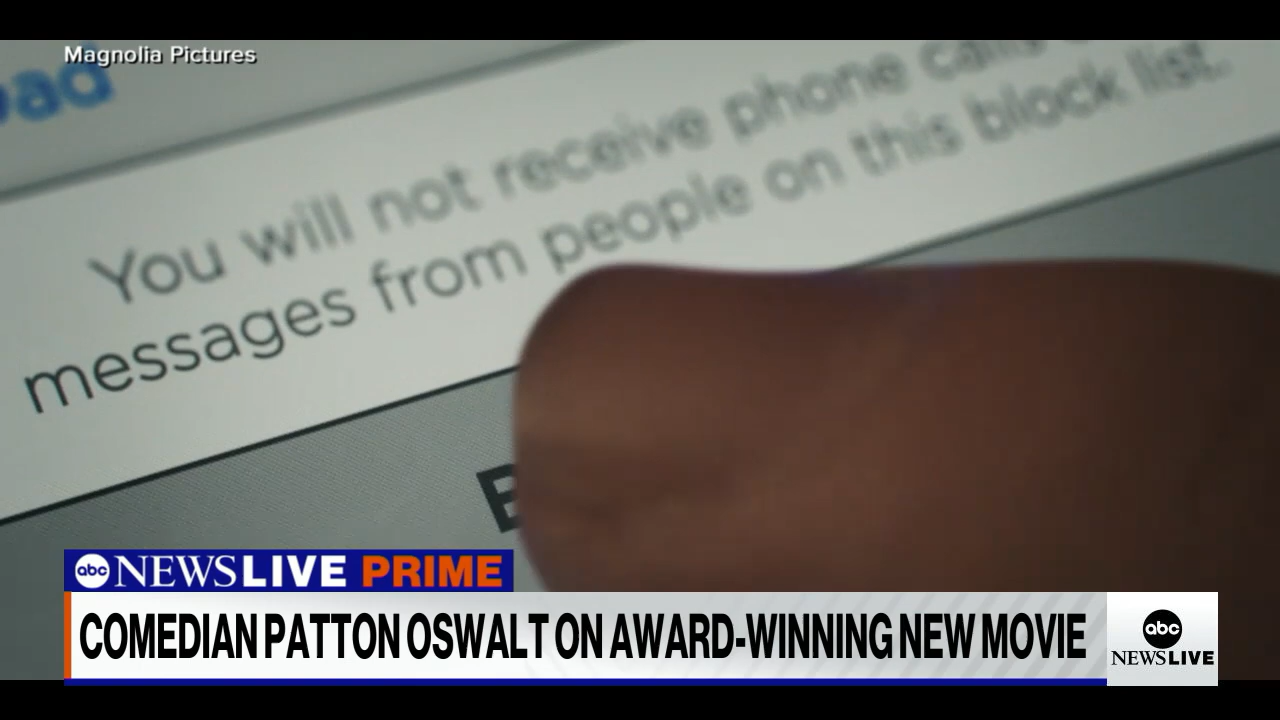 Magnolia Pictures
You will not receive phone calls
messages from people on this block list.
abc NEWS LIVE PRIME
COMEDIAN PATTON OSWALT ON AWARD-WINNING NEW MOVIE
abc
NEWS LIVE